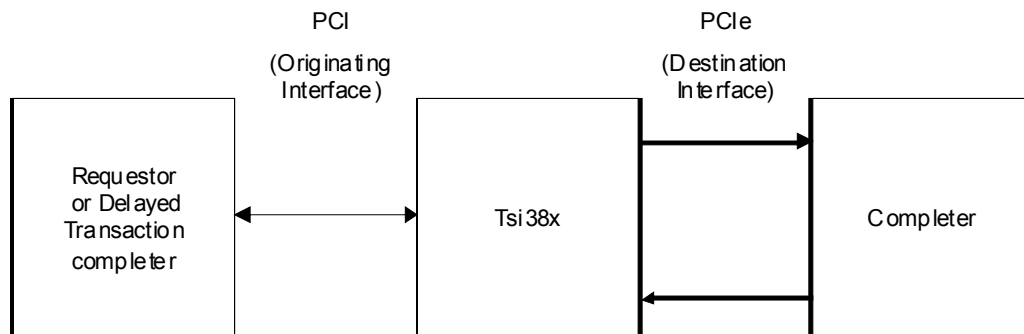 PCI
(Originating
Interface)
PCIe
(Destination
Interface)
Requestor
or Delayed
Transaction
completer
Tsi38x
Completer